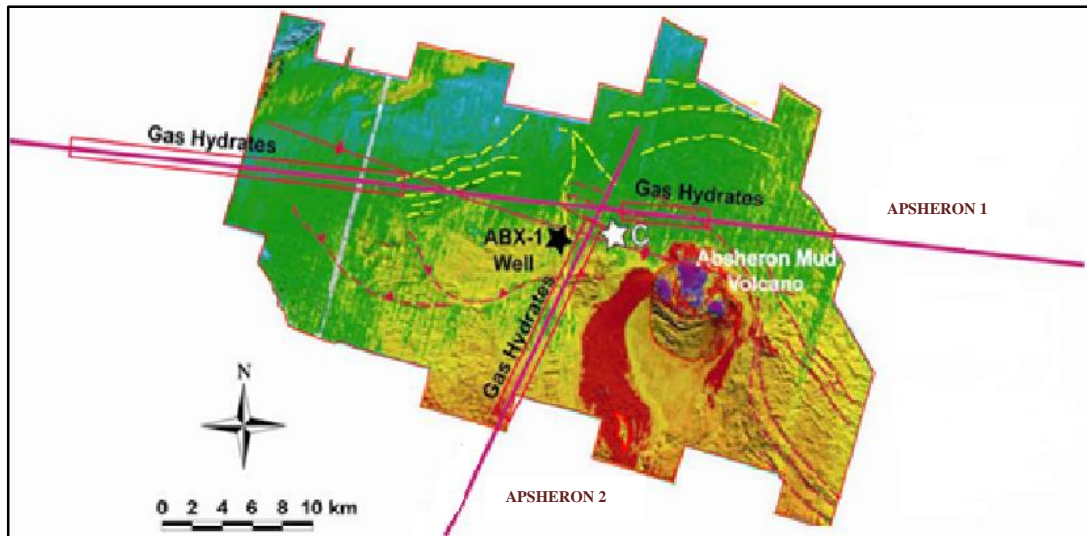 Gas Hydrates
Gas Hydrates
APSHERON 1
ABX-1
Well
C
Absheron Mud
Volcano
Gas Hydrates
N
APSHERON 2
0 2 4 6 8 10 km